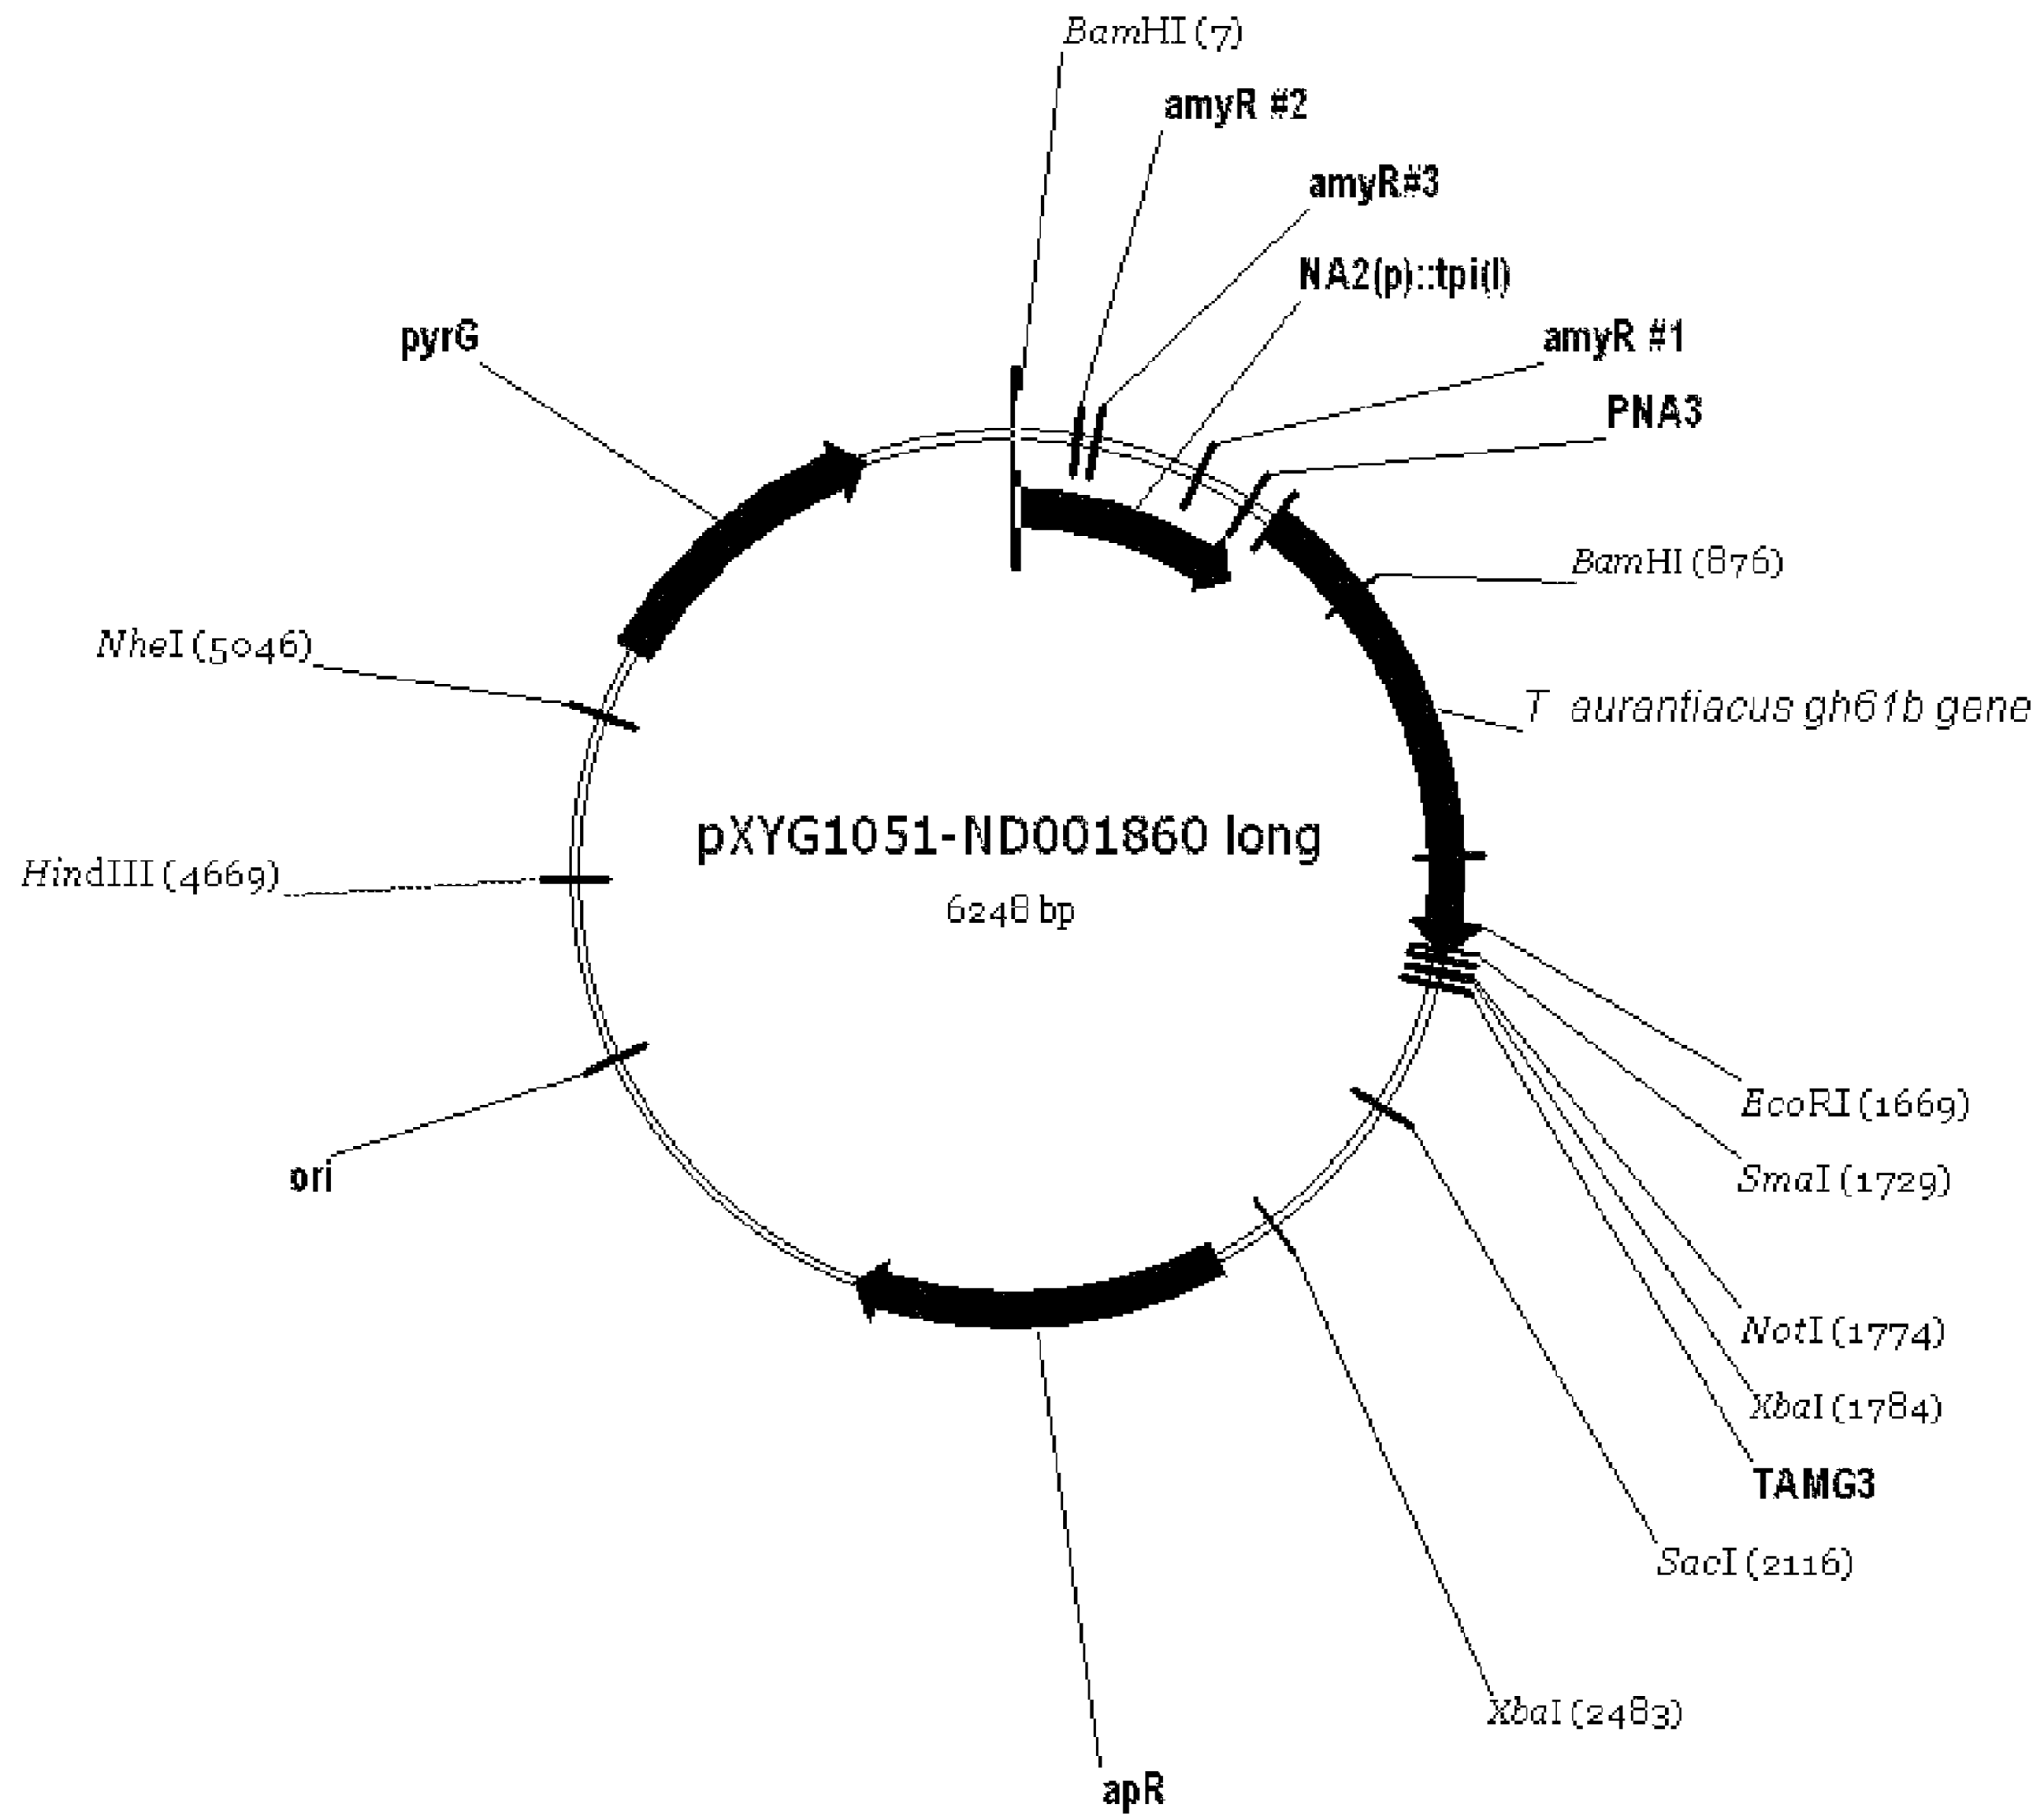 BamHI (7)
amyR #2
amyR#3
NA2(p)::tpi(l)
pyrG
amyR #1
PNA3
BamHI (876)
NheI (5046)
T aurantiacus gh61b gene
pXYG1051-ND001860 long
HindIII (4669)
6248 bp
EcoRI (1669)
ori
SmaI (1729)
NotI (1774)
XbaI (1784)
TAMG3
SacI (2116)
XbaI (2483)
apR